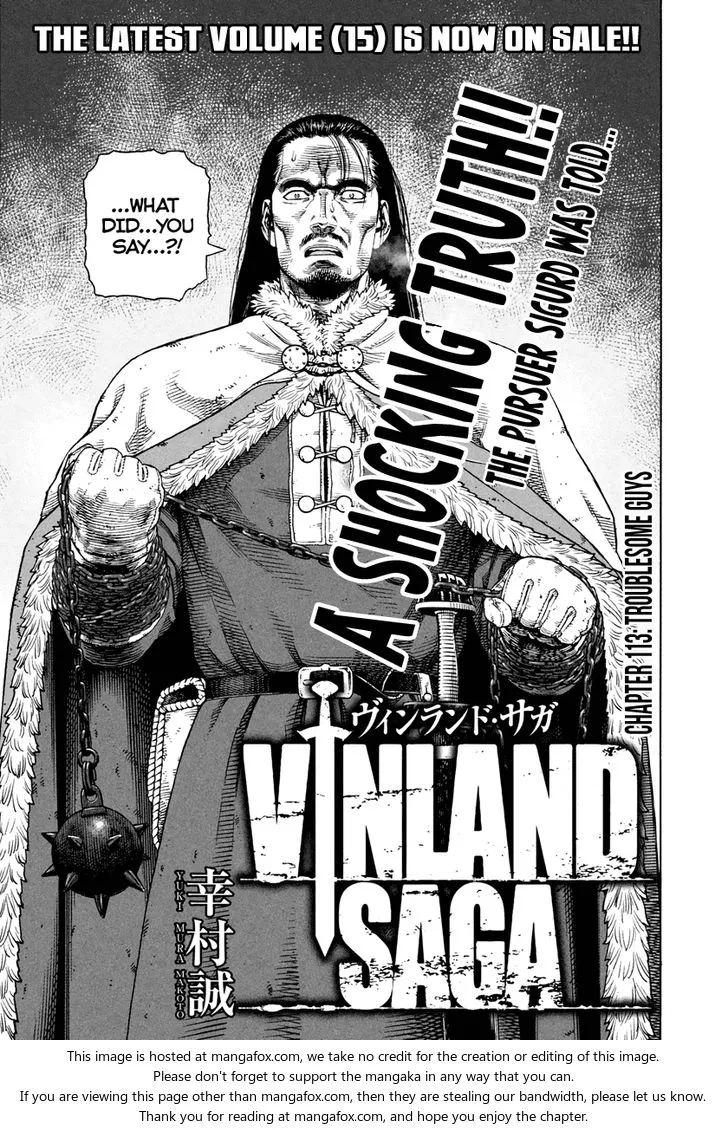 THE LATEST VOLUME (15) IS NOW ON SALE!!
...WHAT
DID...YOU
SAY...?!
A SHOCKING TRUTH!!
THE PURSUER SIGURD WAS TOLD...
CHAPTER 113: TROUBLESOME GUYS
ヴィンランド・サガ
VINLAND
SAGA
幸村誠
YUKI MURA MAKOTO
This image is hosted at mangafox.com, we take no credit for the creation or editing of this image.
Please don't forget to support the mangaka in any way that you can.
If you are viewing this page other than mangafox.com, then they are stealing our bandwidth, please let us know.
Thank you for reading at mangafox.com, and hope you enjoy the chapter.